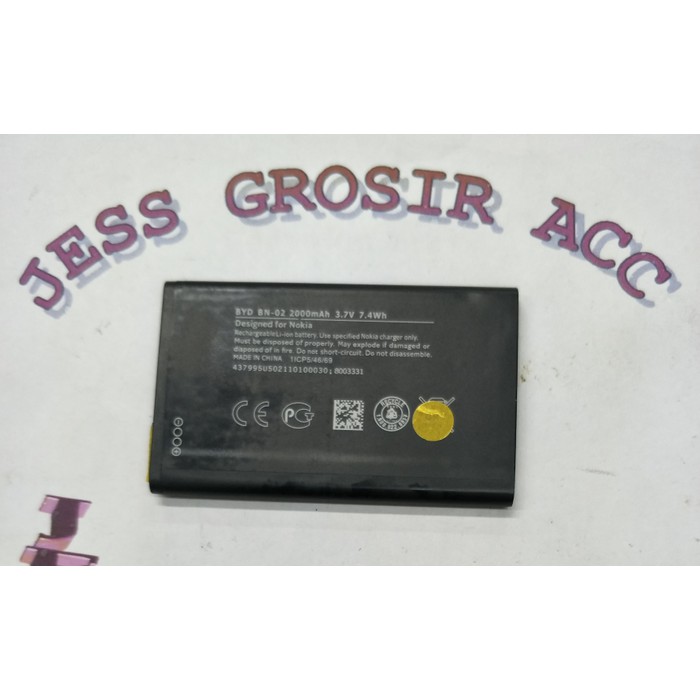 JESS GROSIR ACC
BYD BN-02 2000mAh 3.7V 7.4Wh
Designed for Nokia
Rechargeable Li-ion battery. Use specified Nokia charger only.
Must be disposed of properly. May explode if damaged or
disposed of in fire. Do not short-circuit. Do not disassemble.
MADE IN CHINA 1ICP5/46/69
437995U502110100030; 8003331
CE
RECYCLE